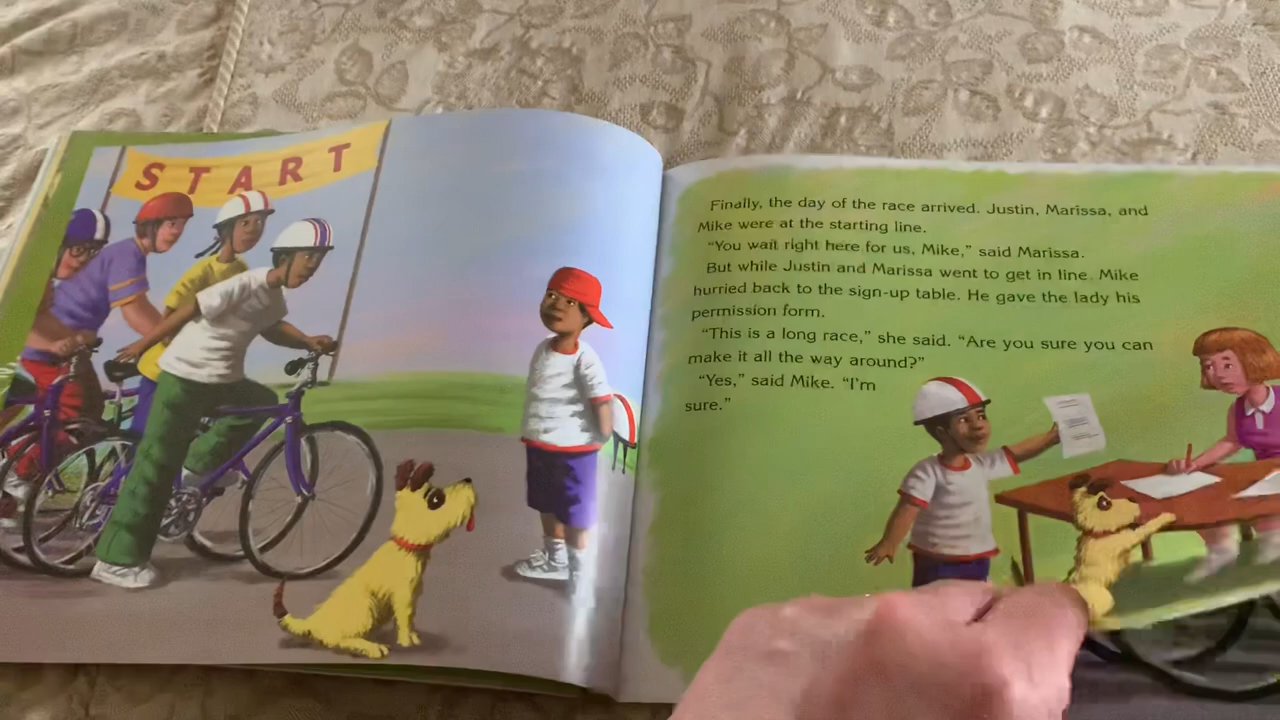 START
Finally, the day of the race arrived. Justin, Marissa, and
Mike were at the starting line.
"You wait right here for us, Mike," said Marissa.
But while Justin and Marissa went to get in line Mike
hurried back to the sign-up table. He gave the lady his
permission form.
"This is a long race," she said. "Are you sure you can
make it all the way around?"
"Yes," said Mike. "I'm
sure."